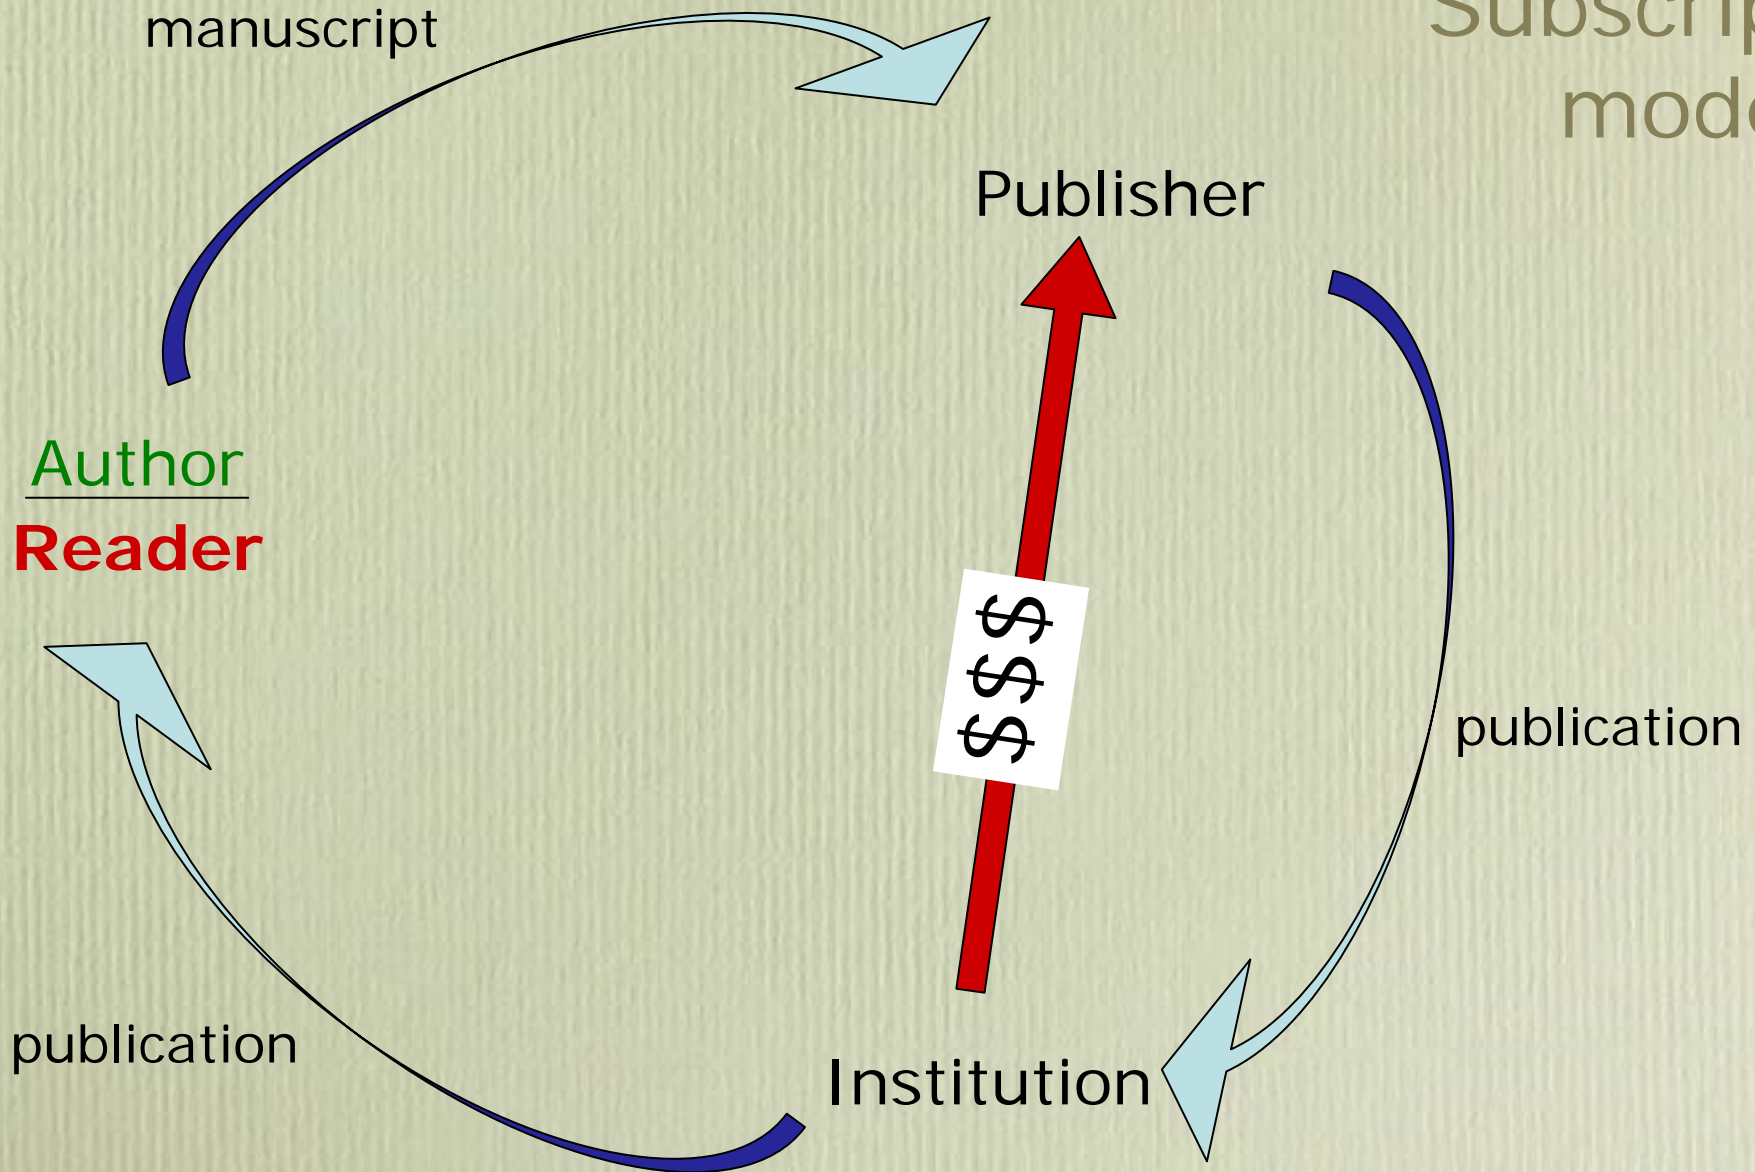 manuscript
Publisher
Author
Reader
$$$
publication
publication
Institution